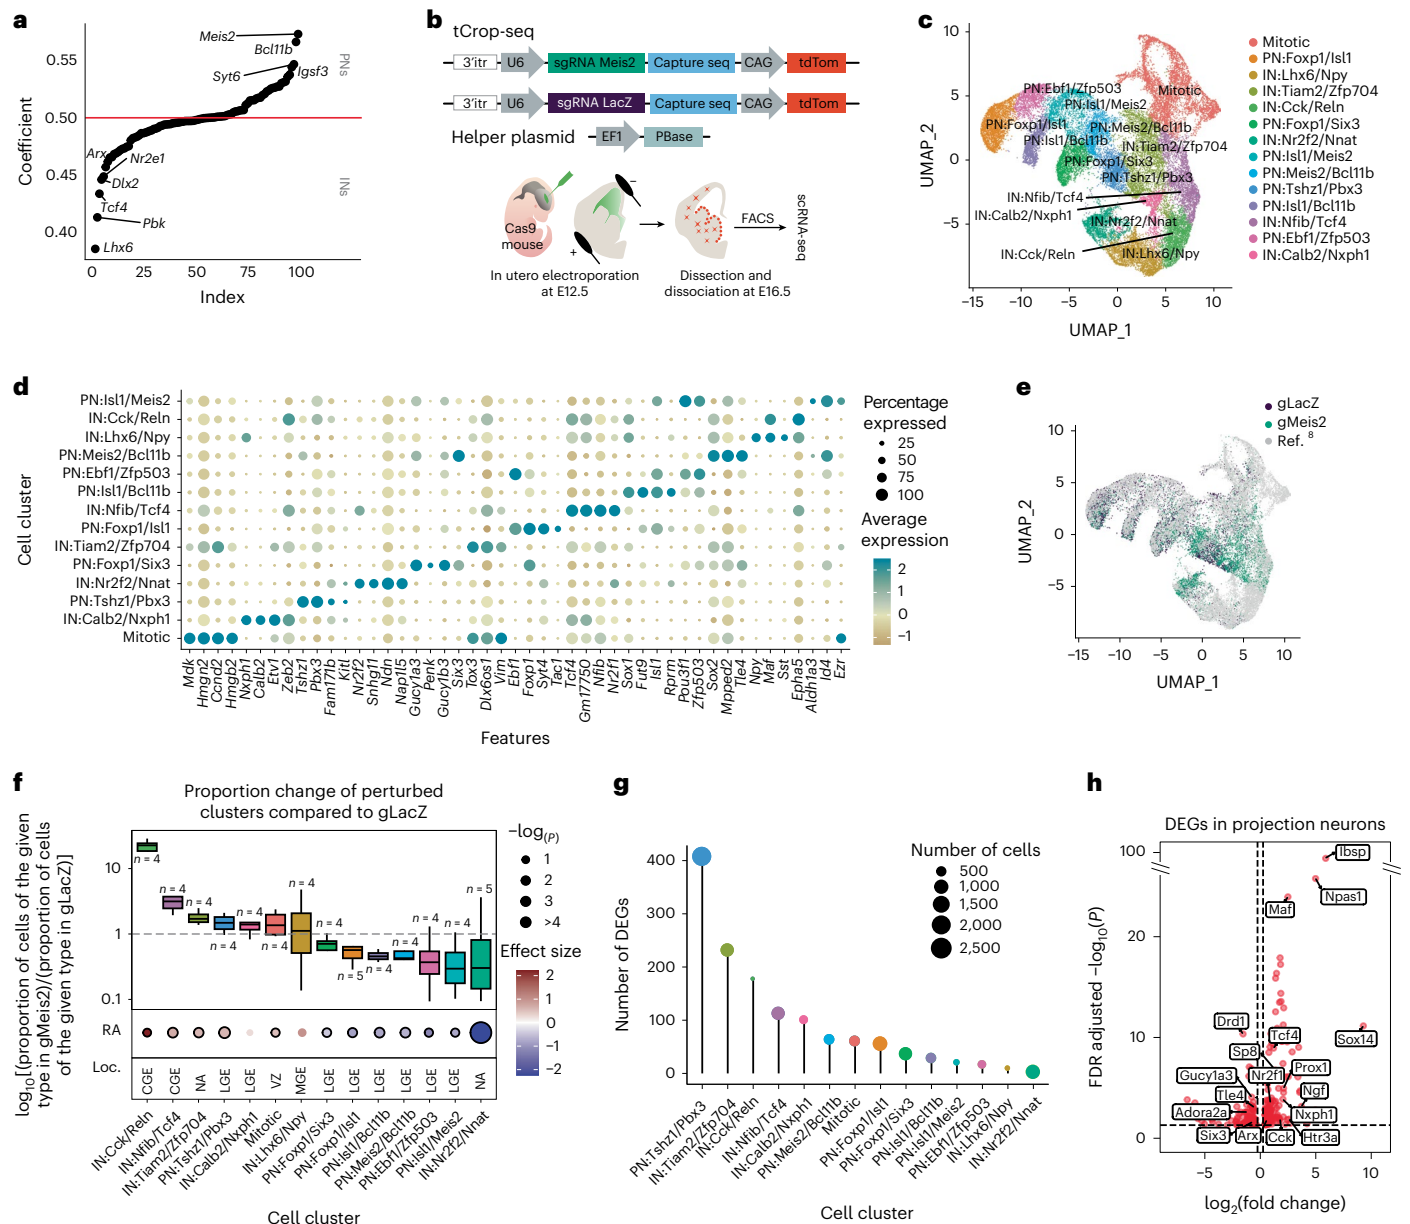 a
Coefficient
0.55
0.50
0.45
0.40
Meis2
Bcl11b
Syt6
Igsf3
Arx
Nr2e1
Dlx2
Tcf4
Pbk
Lhx6
PNs
INs
0
25
50
75
100
Index
b
tCrop-seq
3′itr
U6
sgRNA Meis2
Capture seq
CAG
tdTom
3′itr
U6
sgRNA LacZ
Capture seq
CAG
tdTom
Helper plasmid
EF1
PBase
Cas9
mouse
−
+
FACS
scRNA-seq
In utero electroporation
at E12.5
Dissection and
dissociation at E16.5
c
UMAP_2
10
5
0
−5
PN:Ebf1/Zfp503
Mitotic
PN:Isl1/Meis2
PN:Foxp1/Isl1
PN:Meis2/Bcl11b
PN:Isl1/Bcl11b
IN:Tiam2/Zfp704
PN:Foxp1/Six3
PN:Tshz1/Pbx3
IN:Nfib/Tcf4
IN:Calb2/Nxph1
IN:Nr2f2/Nnat
IN:Cck/Reln
IN:Lhx6/Npy
−15
−10
−5
0
5
10
UMAP_1
Mitotic
PN:Foxp1/Isl1
IN:Lhx6/Npy
IN:Tiam2/Zfp704
IN:Cck/Reln
PN:Foxp1/Six3
IN:Nr2f2/Nnat
PN:Isl1/Meis2
PN:Meis2/Bcl11b
PN:Tshz1/Pbx3
PN:Isl1/Bcl11b
IN:Nfib/Tcf4
PN:Ebf1/Zfp503
IN:Calb2/Nxph1
d
Cell cluster
PN:Isl1/Meis2
IN:Cck/Reln
IN:Lhx6/Npy
PN:Meis2/Bcl11b
PN:Ebf1/Zfp503
PN:Isl1/Bcl11b
IN:Nfib/Tcf4
PN:Foxp1/Isl1
IN:Tiam2/Zfp704
PN:Foxp1/Six3
IN:Nr2f2/Nnat
PN:Tshz1/Pbx3
IN:Calb2/Nxph1
Mitotic
Mdk
Hmgn2
Ccnd2
Hmgb2
Nxph1
Calb2
Etv1
Zeb2
Tshz1
Pbx3
Fam171b
Kitl
Nr2f2
Snhg11
Ndn
Nap1l5
Gucy1a3
Penk
Gucy1b3
Six3
Tox3
Dlx6os1
Vim
Ebf1
Foxp1
Syt4
Tac1
Tcf4
Gm17750
Nfib
Nr2f1
Sox1
Fut9
Isl1
Rprm
Pou3f1
Zfp503
Sox2
Mpped2
Tle4
Npy
Maf
Sst
Epha5
Aldh1a3
Id4
Ezr
Features
Percentage
expressed
25
50
75
100
Average
expression
2
1
0
−1
e
gLacZ
gMeis2
Ref. 8
UMAP_2
10
5
0
−5
−15
−10
−5
0
5
10
UMAP_1
f
Proportion change of perturbed
clusters compared to gLacZ
log10[(proportion of cells of the given
type in gMeis2)/(proportion of cells
of the given type in gLacZ)]
10
1
0.1
n = 4
n = 4
n = 4
n = 4
n = 4
n = 4
n = 4
n = 4
n = 5
n = 4
n = 4
n = 4
n = 4
n = 5
RA
Loc.
CGE
CGE
NA
LGE
LGE
VZ
MGE
LGE
LGE
LGE
LGE
LGE
LGE
NA
IN:Cck/Reln
IN:Nfib/Tcf4
IN:Tiam2/Zfp704
PN:Tshz1/Pbx3
IN:Calb2/Nxph1
Mitotic
IN:Lhx6/Npy
PN:Foxp1/Six3
PN:Foxp1/Isl1
PN:Isl1/Bcl11b
PN:Meis2/Bcl11b
PN:Ebf1/Zfp503
PN:Isl1/Meis2
IN:Nr2f2/Nnat
Cell cluster
−log(P)
1
2
3
>4
Effect size
2
1
0
−1
−2
g
Number of DEGs
400
300
200
100
0
Number of cells
500
1,000
1,500
2,000
2,500
PN:Tshz1/Pbx3
IN:Tiam2/Zfp704
IN:Cck/Reln
IN:Nfib/Tcf4
IN:Calb2/Nxph1
PN:Meis2/Bcl11b
Mitotic
PN:Foxp1/Isl1
PN:Foxp1/Six3
PN:Isl1/Bcl11b
PN:Isl1/Meis2
PN:Ebf1/Zfp503
IN:Lhx6/Npy
IN:Nr2f2/Nnat
Cell cluster
h
DEGs in projection neurons
FDR adjusted −log10(P)
100
20
10
0
Ibsp
Npas1
Maf
Drd1
Tcf4
Sox14
Sp8
Gucy1a3
Nr2f1
Prox1
Tle4
Ngf
Adora2a
Nxph1
Six3
Arx
Cck
Htr3a
−5
0
5
10
log2(fold change)